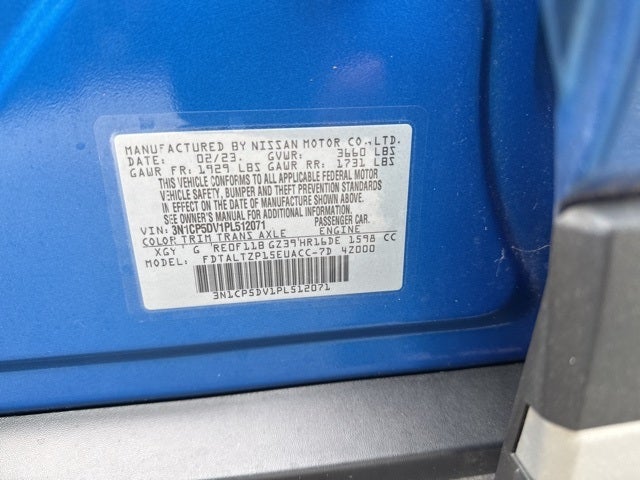 MANUFACTURED BY NISSAN MOTOR CO., LTD.
DATE: 02/23. GVWR: 3660 LBS
GAWR FR: 1929 LBS GAWR RR: 1731 LBS
THIS VEHICLE CONFORMS TO ALL APPLICABLE FEDERAL MOTOR
VEHICLE SAFETY, BUMPER AND THEFT PREVENTION STANDARDS
IN EFFECT ON THE DATE OF MANUFACTURE SHOWN ABOVE.
SEE OWNER'S MANUAL FOR ADDITIONAL INFORMATION
VIN: 3N1CP5DV1PL512071 PASSENGER CAR.
COLOR TRIM TRANS AXLE ENGINE
XGY G RE0F11B GZ39 HR16DE 1598 CC
MODEL: FDTALTZP15EUACC-7D 4Z000
3N1CP5DV1PL512071